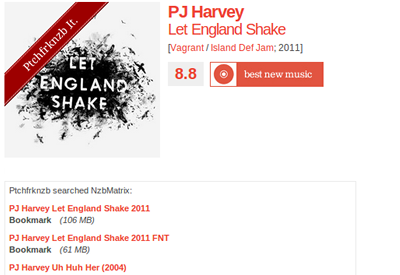 Ptchfrknzb It.
LET
ENGLAND
SHAKE
PJ Harvey
Let England Shake
[Vagrant / Island Def Jam; 2011]
8.8
best new music
Ptchfrknzb searched NzbMatrix:
PJ Harvey Let England Shake 2011
Bookmark (106 MB)
PJ Harvey Let England Shake 2011 FNT
Bookmark (61 MB)
PJ Harvey Uh Huh Her (2004)